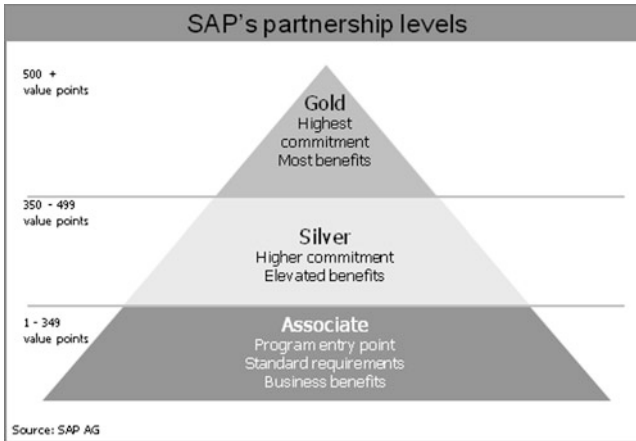 SAP's partnership levels
500 +
value points
Gold
Highest
commitment
Most benefits
350 - 499
value points
Silver
Higher commitment
Elevated benefits
1 - 349
value points
Associate
Program entry point
Standard requirements
Business benefits
Source: SAP AG